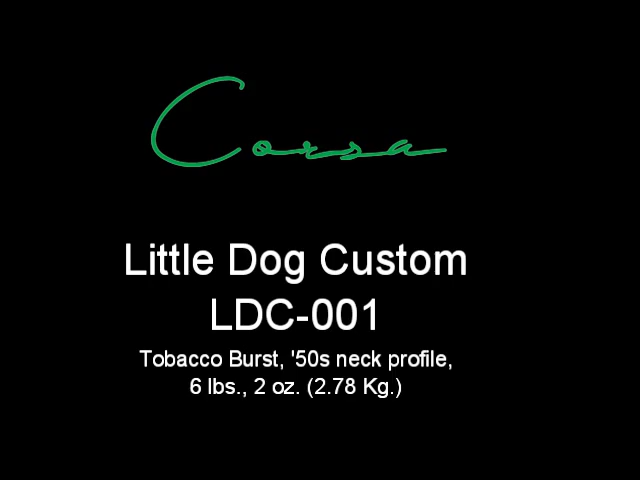 Corsa
Little Dog Custom
LDC-001
Tobacco Burst, '50s neck profile,
6 lbs., 2 oz. (2.78 Kg.)